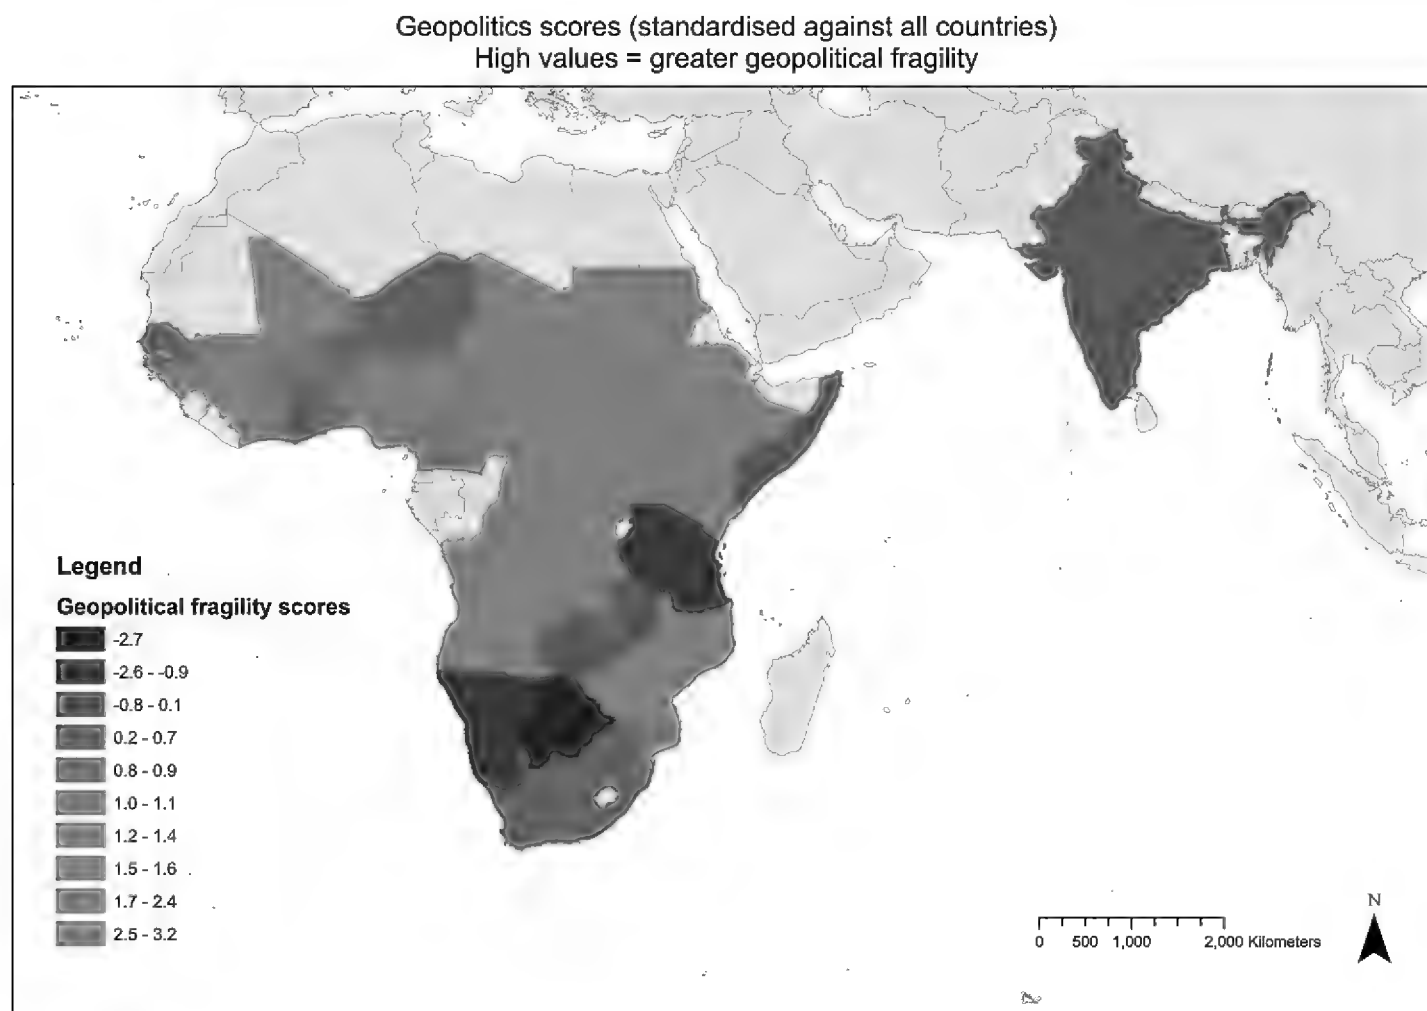 Geopolitics scores (standardised against all countries)
High values = greater geopolitical fragility
Legend
Geopolitical fragility scores
-2.7
-2.6 - -0.9
-0.8 - 0.1
0.2 - 0.7
0.8 - 0.9
1.0 - 1.1
1.2 - 1.4
1.5 - 1.6
1.7 - 2.4
2.5 - 3.2
N
0 500 1,000 2,000 Kilometers